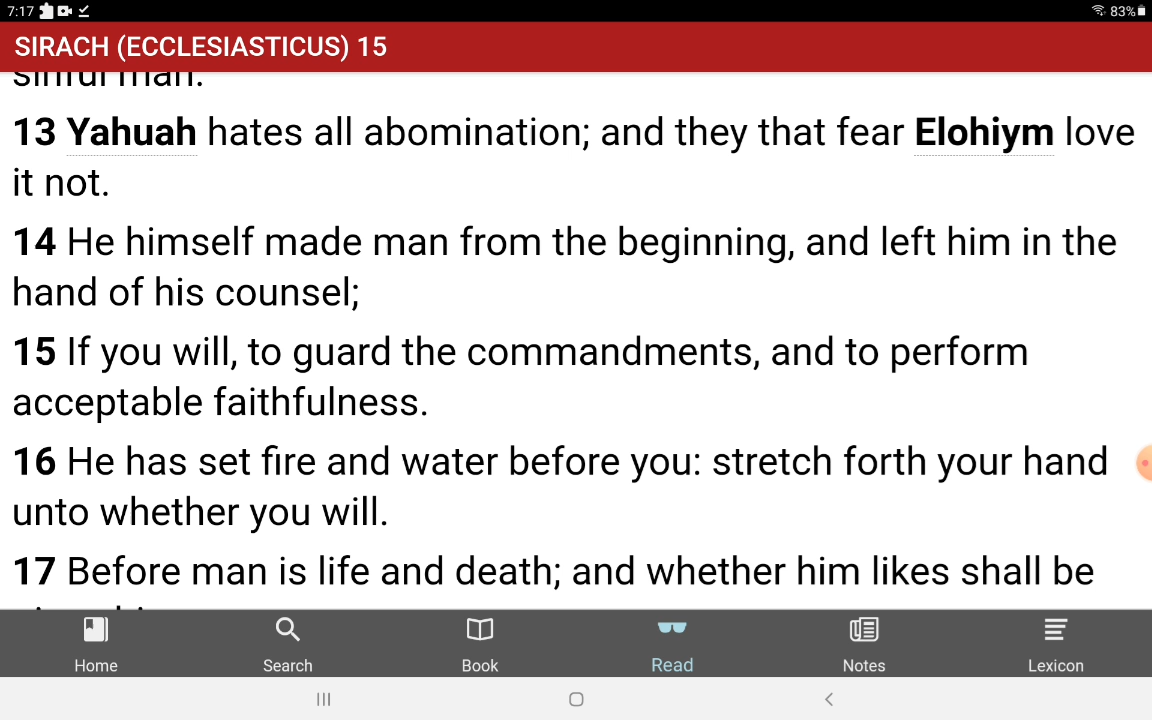 7:17
83%
SIRACH (ECCLESIASTICUS) 15
sinful man.
13 Yahuah hates all abomination; and they that fear Elohiym love
it not.
14 He himself made man from the beginning, and left him in the
hand of his counsel;
15 If you will, to guard the commandments, and to perform
acceptable faithfulness.
16 He has set fire and water before you: stretch forth your hand
unto whether you will.
17 Before man is life and death; and whether him likes shall be
Home Search Book Read Notes Lexicon